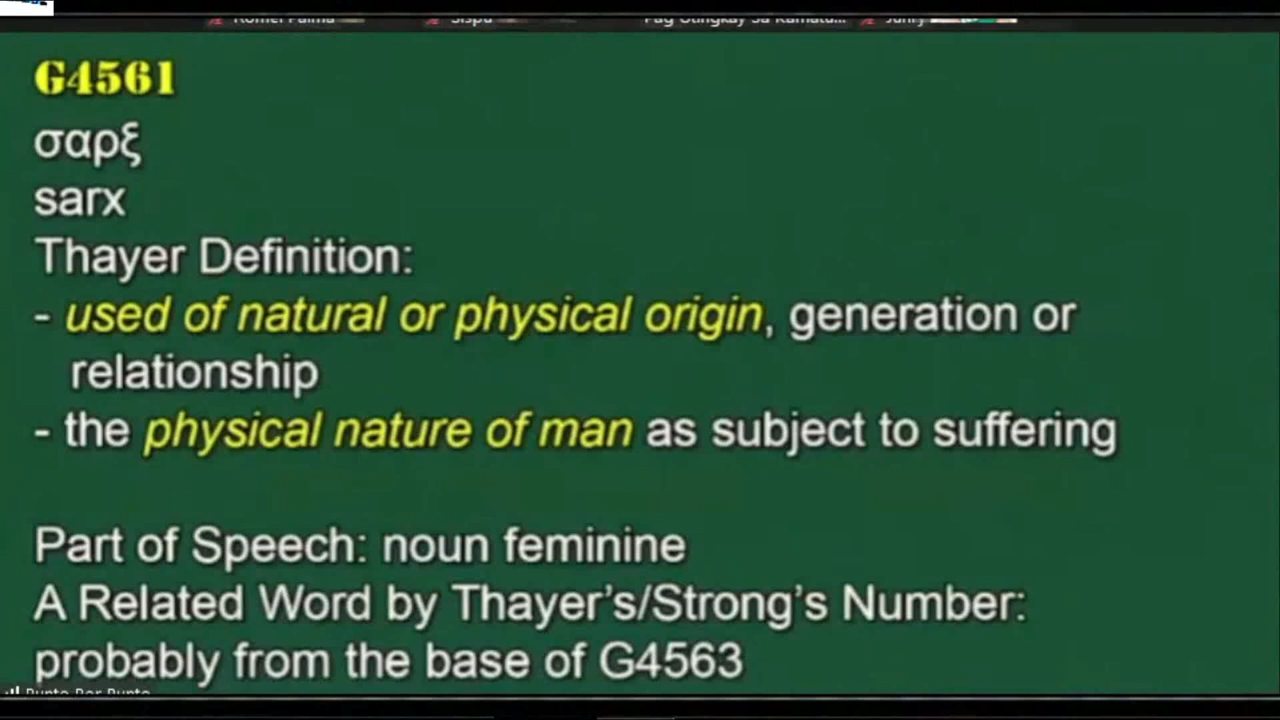 G4561
σαρξ
sarx
Thayer Definition:
- used of natural or physical origin, generation or
relationship
- the physical nature of man as subject to suffering
Part of Speech: noun feminine
A Related Word by Thayer's/Strong's Number:
probably from the base of G4563